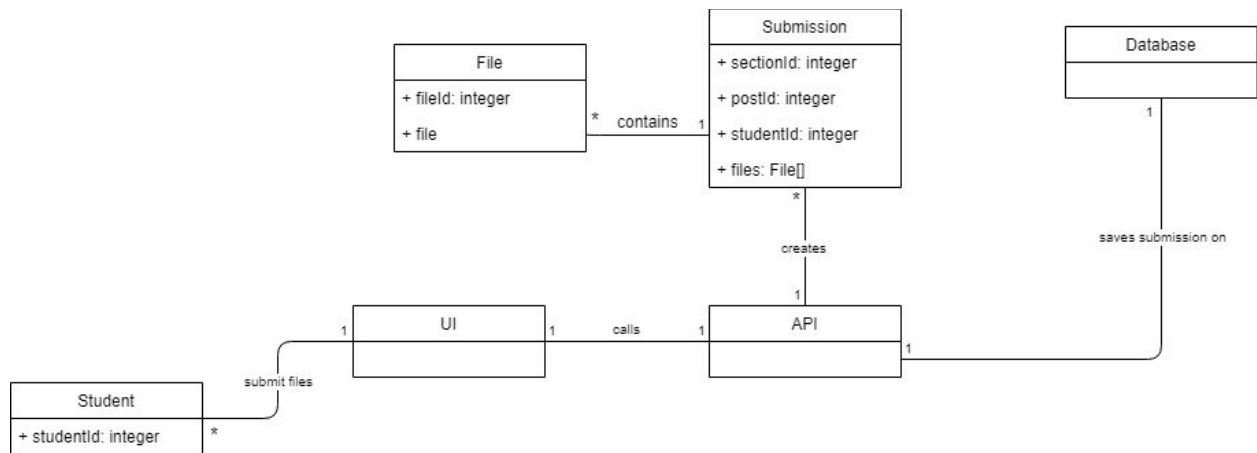 Submission
+ sectionId: integer
+ postId: integer
+ studentId: integer
+ files: File[]
File
+ fileId: integer
+ file
Database
* contains 1
1
*
creates
1
saves submission on
UI
API
1
1 calls 1
1
submit files
Student
+ studentId: integer
*